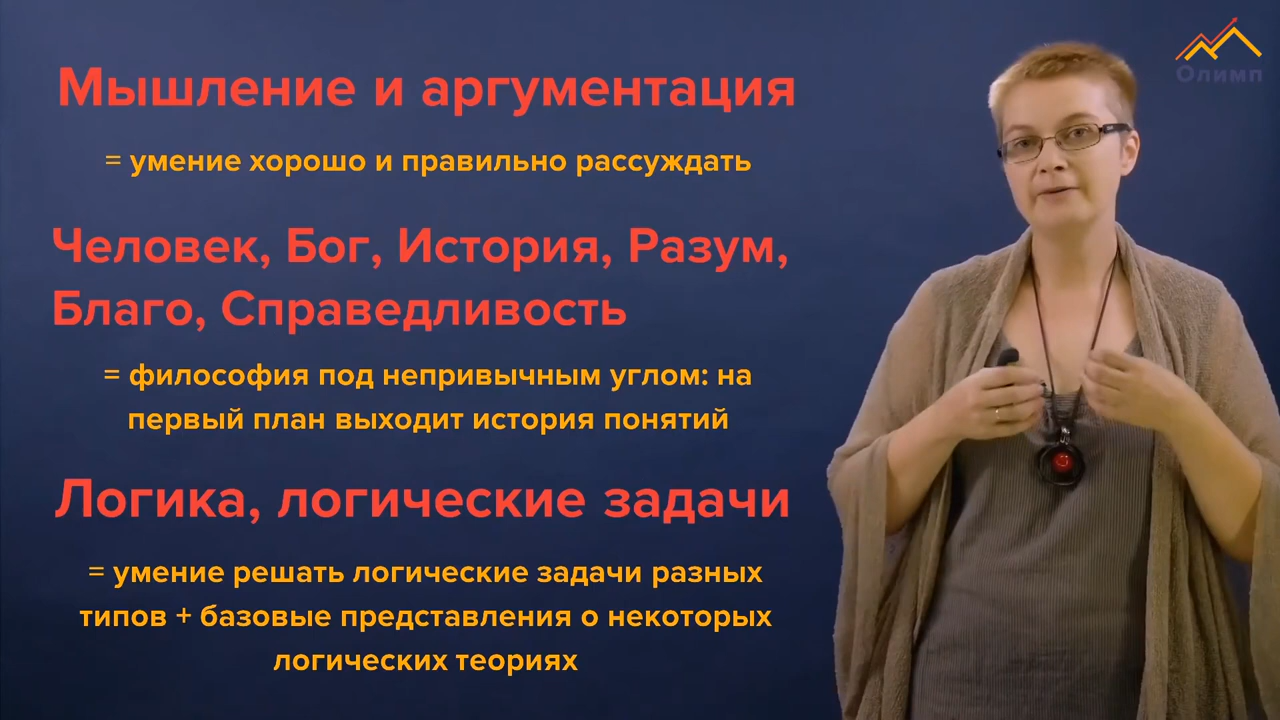 Олимп
Мышление и аргументация
= умение хорошо и правильно рассуждать
Человек, Бог, История, Разум,
Благо, Справедливость
= философия под непривычным углом: на
первый план выходит история понятий
Логика, логические задачи
= умение решать логические задачи разных
типов + базовые представления о некоторых
логических теориях